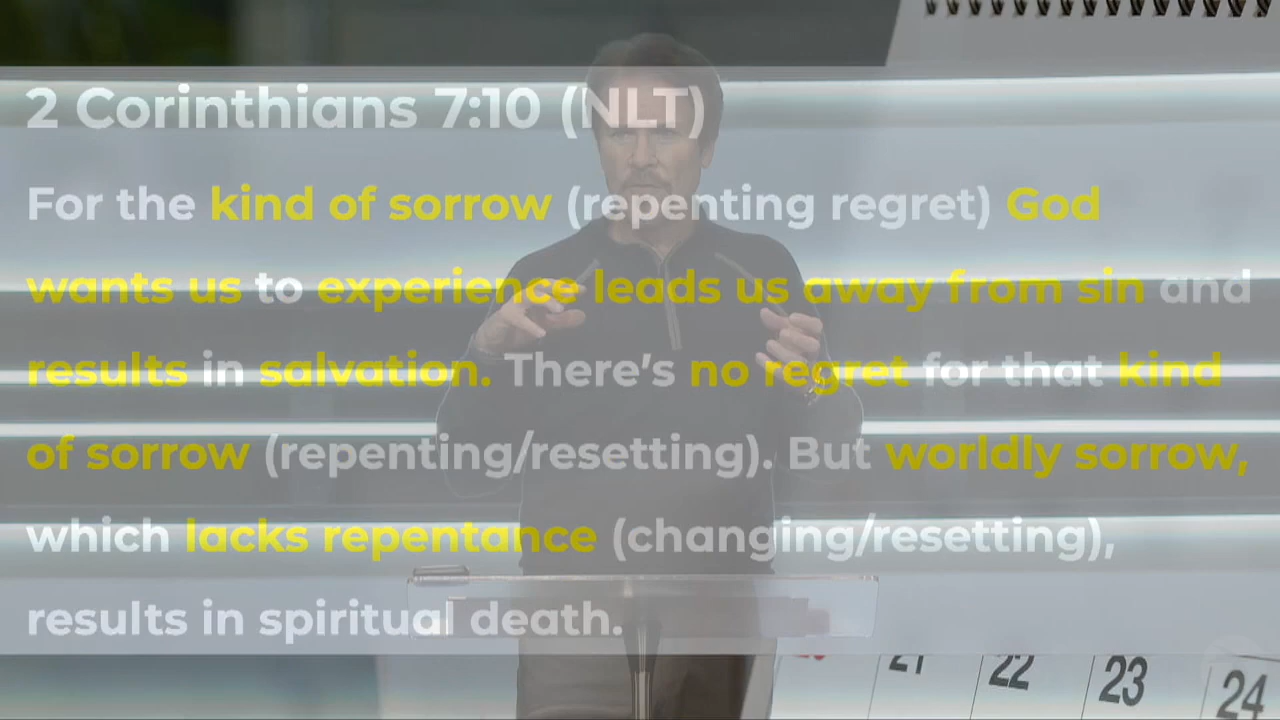 2 Corinthians 7:10 (NLT)
For the kind of sorrow (repenting regret) God
wants us to experience leads us away from sin and
results in salvation. There's no regret for that kind
of sorrow (repenting/resetting). But worldly sorrow,
which lacks repentance (changing/resetting),
results in spiritual death.
21 22 23 24